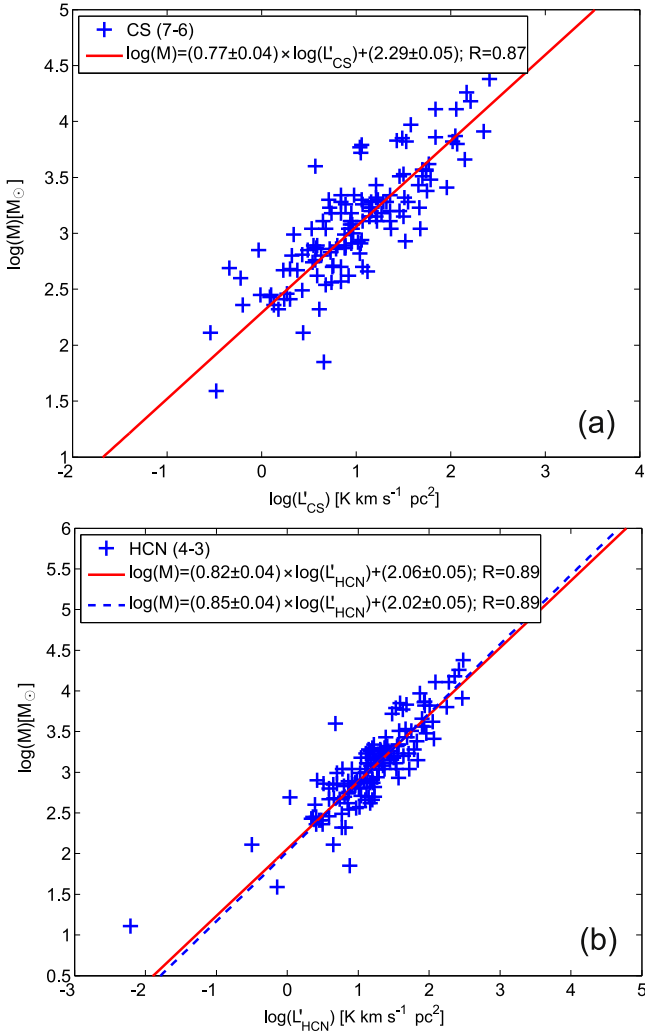 5
4.5
4
3.5
3
2.5
2
1.5
1
log(M)[M⊙]
CS (7-6)
log(M)=(0.77±0.04)×log(L'CS)+(2.29±0.05); R=0.87
(a)
-2 -1 0 1 2 3 4
log(L'CS) [K km s-1 pc2]
6
5.5
5
4.5
4
3.5
3
2.5
2
1.5
1
0.5
log(M)[M⊙]
HCN (4-3)
log(M)=(0.82±0.04)×log(L'HCN)+(2.06±0.05); R=0.89
log(M)=(0.85±0.04)×log(L'HCN)+(2.02±0.05); R=0.89
(b)
-3 -2 -1 0 1 2 3 4 5
log(L'HCN) [K km s-1 pc2]